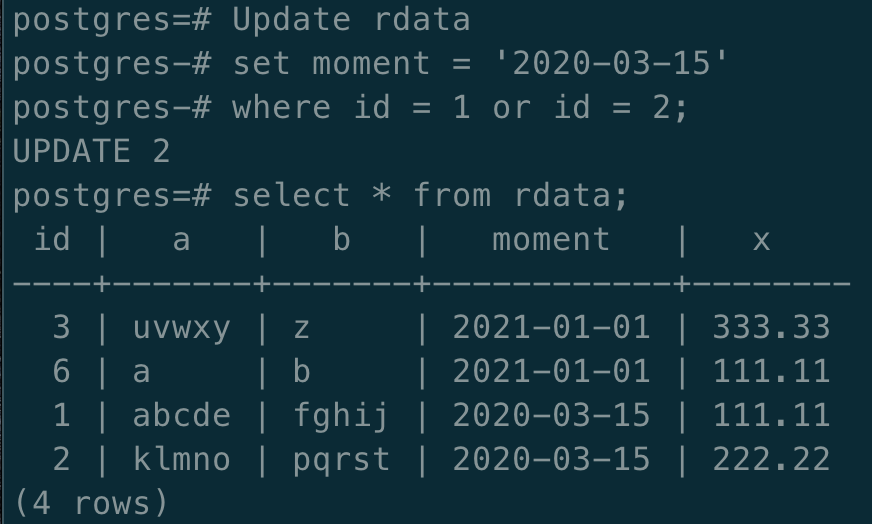 postgres=# Update rdata
postgres-# set moment = '2020-03-15'
postgres-# where id = 1 or id = 2;
UPDATE 2
postgres=# select * from rdata;
 id |   a   |   b   |   moment   |   x
----+-------+-------+------------+--------
  3 | uvwxy | z     | 2021-01-01 | 333.33
  6 | a     | b     | 2021-01-01 | 111.11
  1 | abcde | fghij | 2020-03-15 | 111.11
  2 | klmno | pqrst | 2020-03-15 | 222.22
(4 rows)